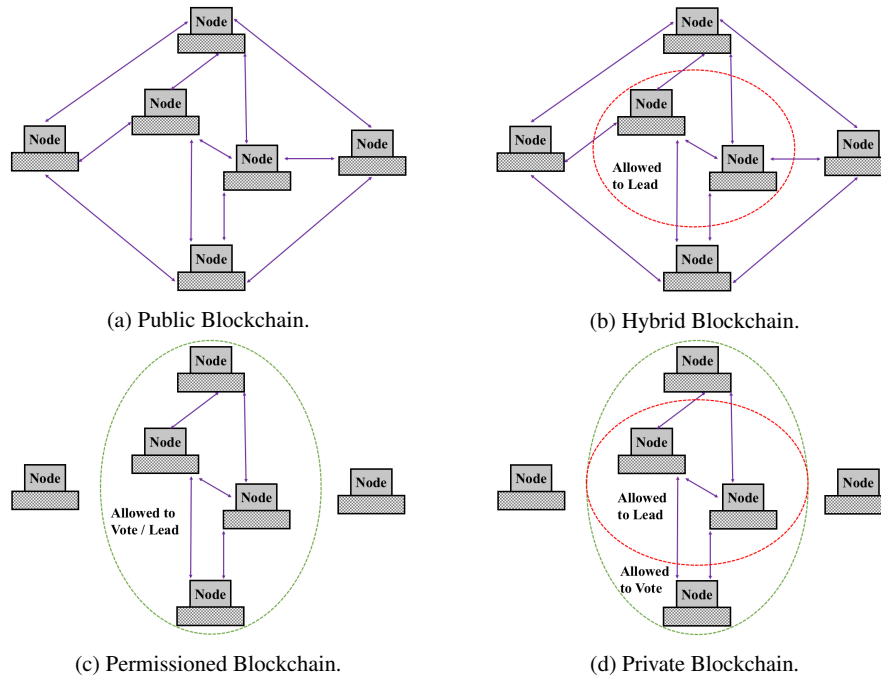 Node
Node
Node
Node
Node
Node
(a) Public Blockchain.
Node
Node
Node
Node
Node
Allowed
to Lead
Node
(b) Hybrid Blockchain.
Node
Node
Node
Node
Node
Allowed to
Vote / Lead
Node
(c) Permissioned Blockchain.
Node
Node
Node
Node
Node
Allowed
to Lead
Allowed
to Vote
Node
(d) Private Blockchain.